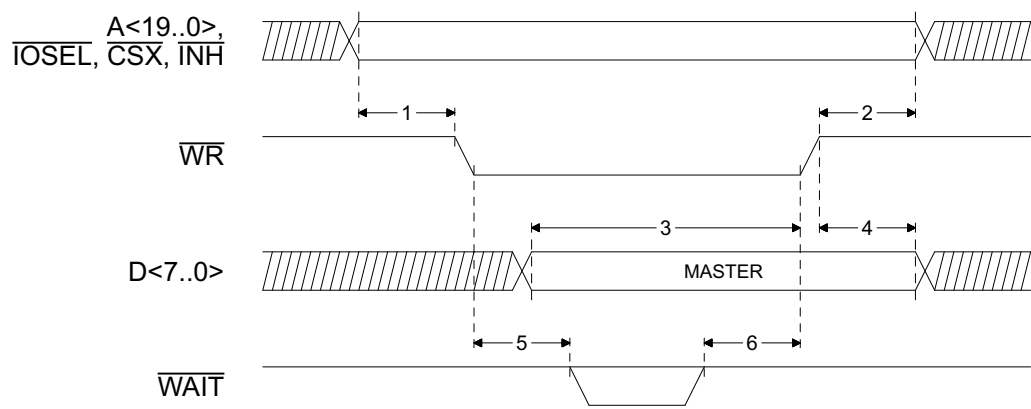 A<19..0>,
IOSEL, CSX, INH
1
2
WR
3
4
D<7..0>
MASTER
5
6
WAIT